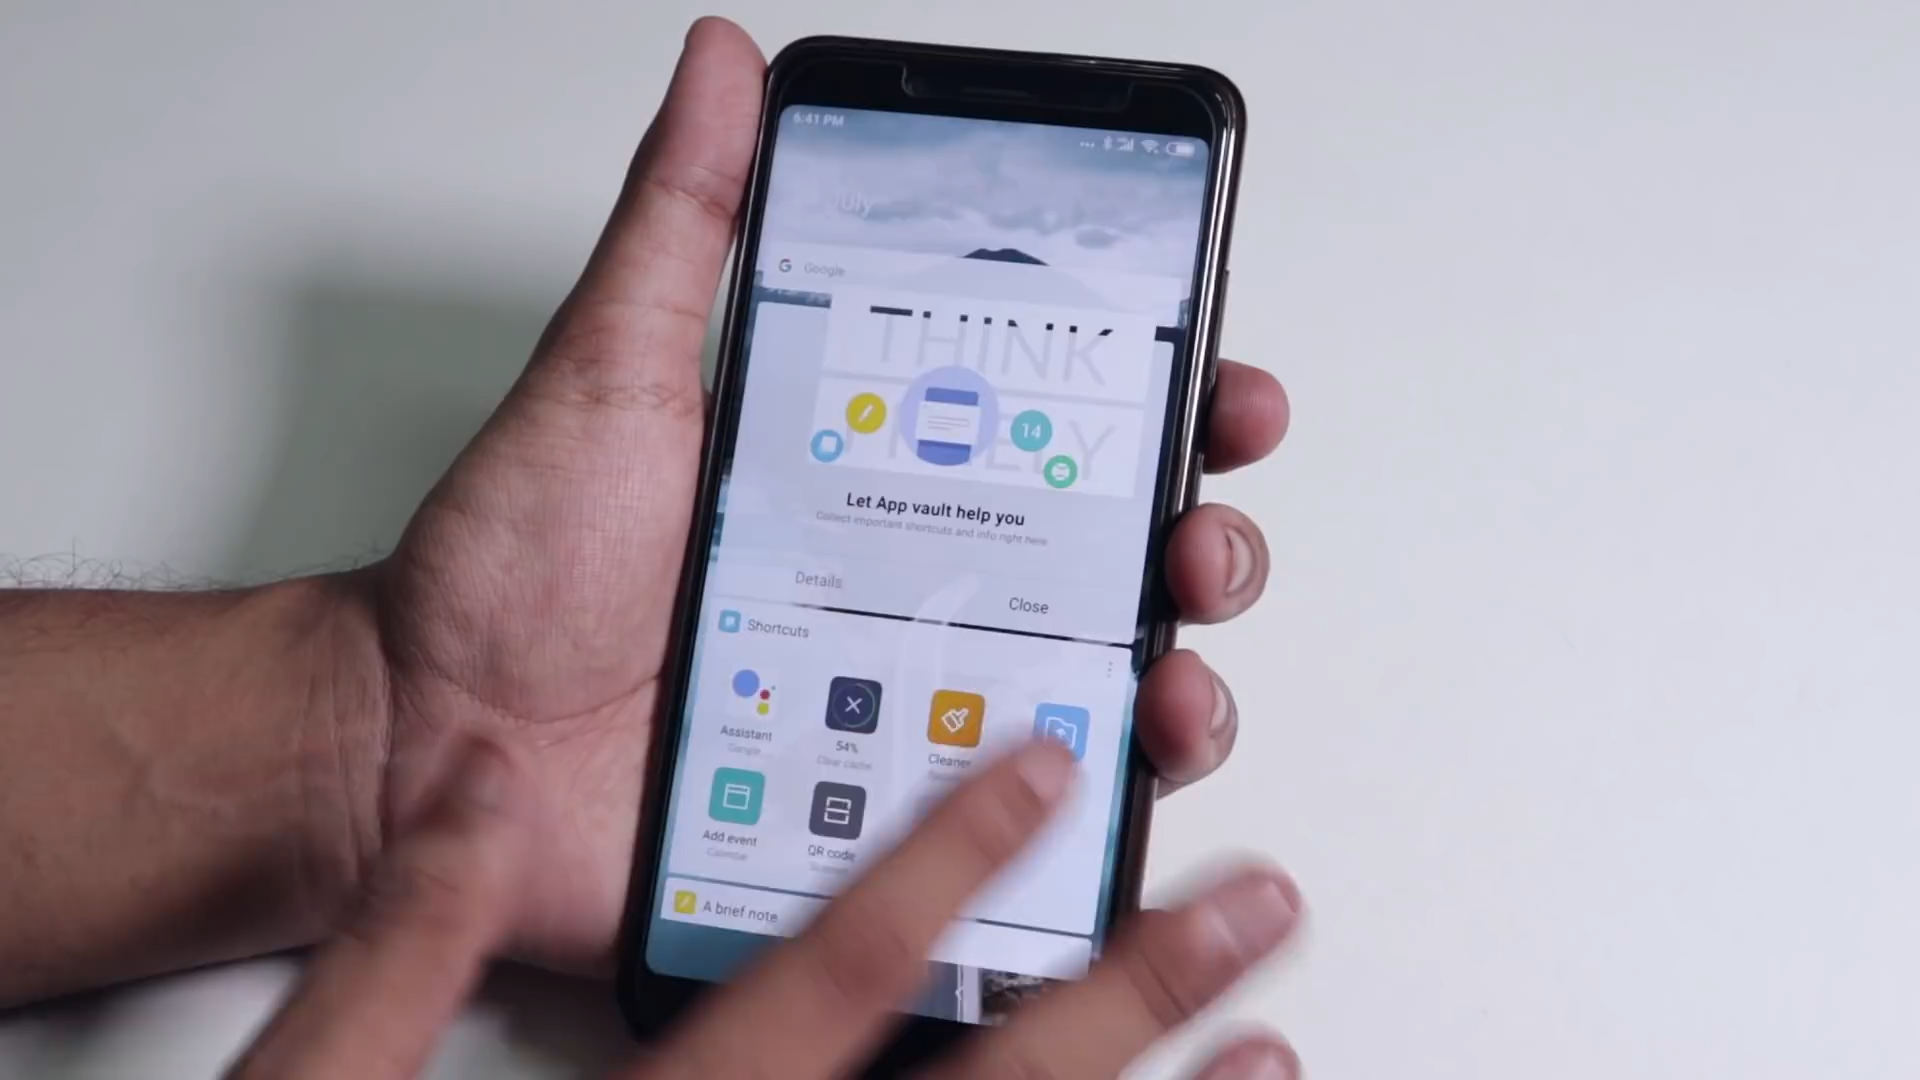 6:41 PM
July
Google
THINK
14
Let App vault help you
Collect important shortcuts and info right here
Details
Close
Shortcuts
Assistant
Google
54%
Clear cache
Cleaner
Add event
Calendar
QR code
A brief note